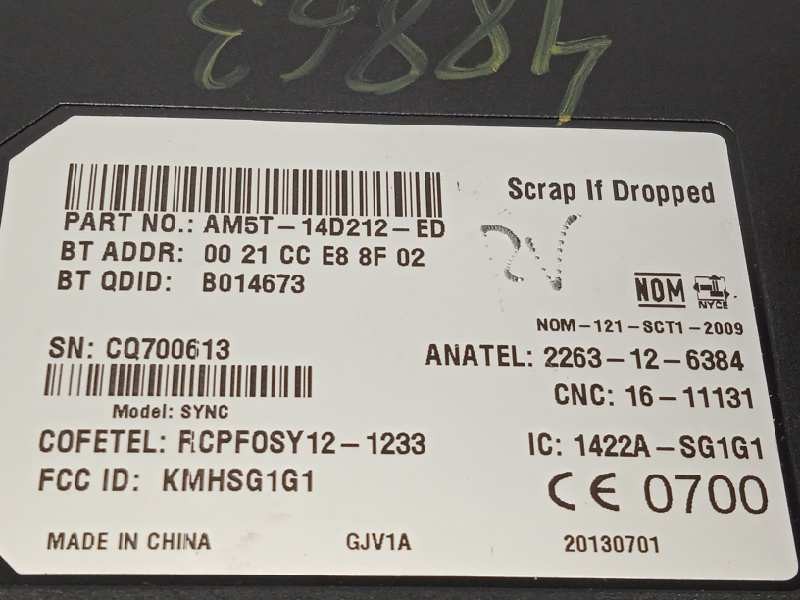 PART NO.: AM5T-14D212-ED
BT ADDR: 00 21 CC E8 8F 02
BT QDID: B014673
Scrap If Dropped
NOM
NYCE
NOM-121-SCT1-2009
SN: CQ700613
ANATEL: 2263-12-6384
CNC: 16-11131
Model: SYNC
COFETEL: RCPFOSY12-1233
IC: 1422A-SG1G1
FCC ID: KMHSG1G1
CE 0700
MADE IN CHINA
GJV1A
20130701